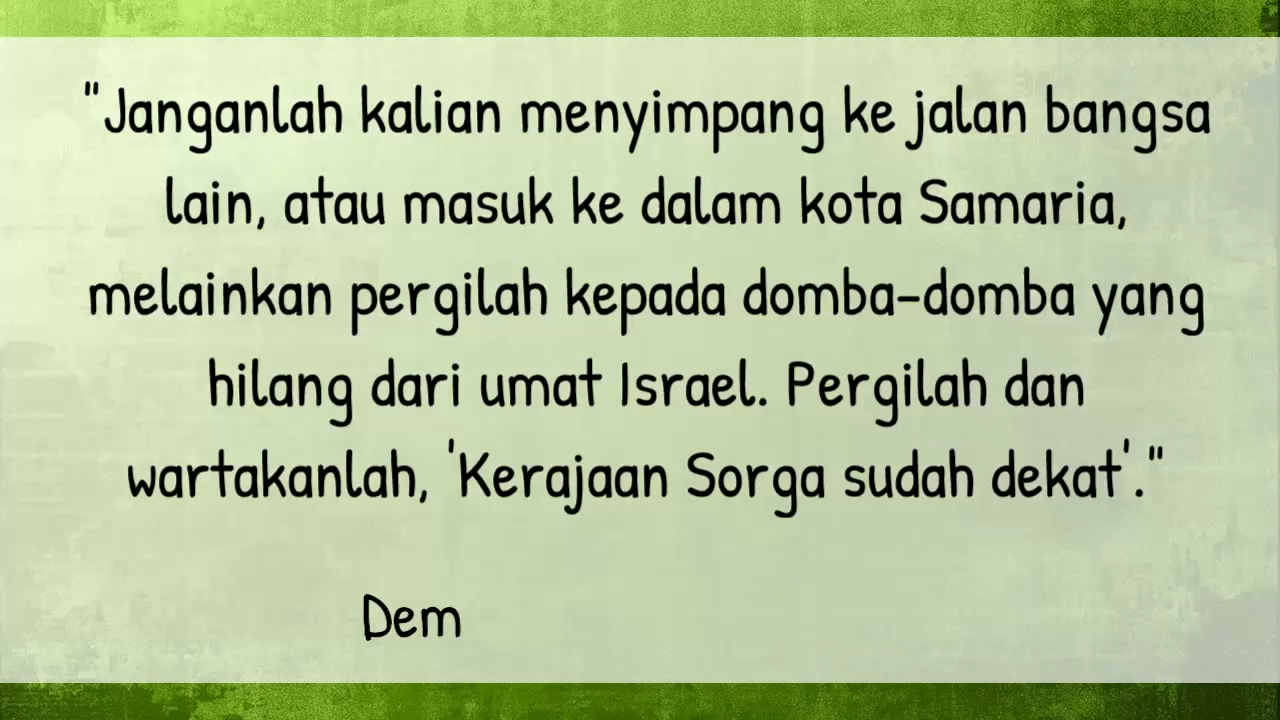 "Janganlah kalian menyimpang ke jalan bangsa
lain, atau masuk ke dalam kota Samaria,
melainkan pergilah kepada domba-domba yang
hilang dari umat Israel. Pergilah dan
wartakanlah, 'Kerajaan Sorga sudah dekat'."
Dem